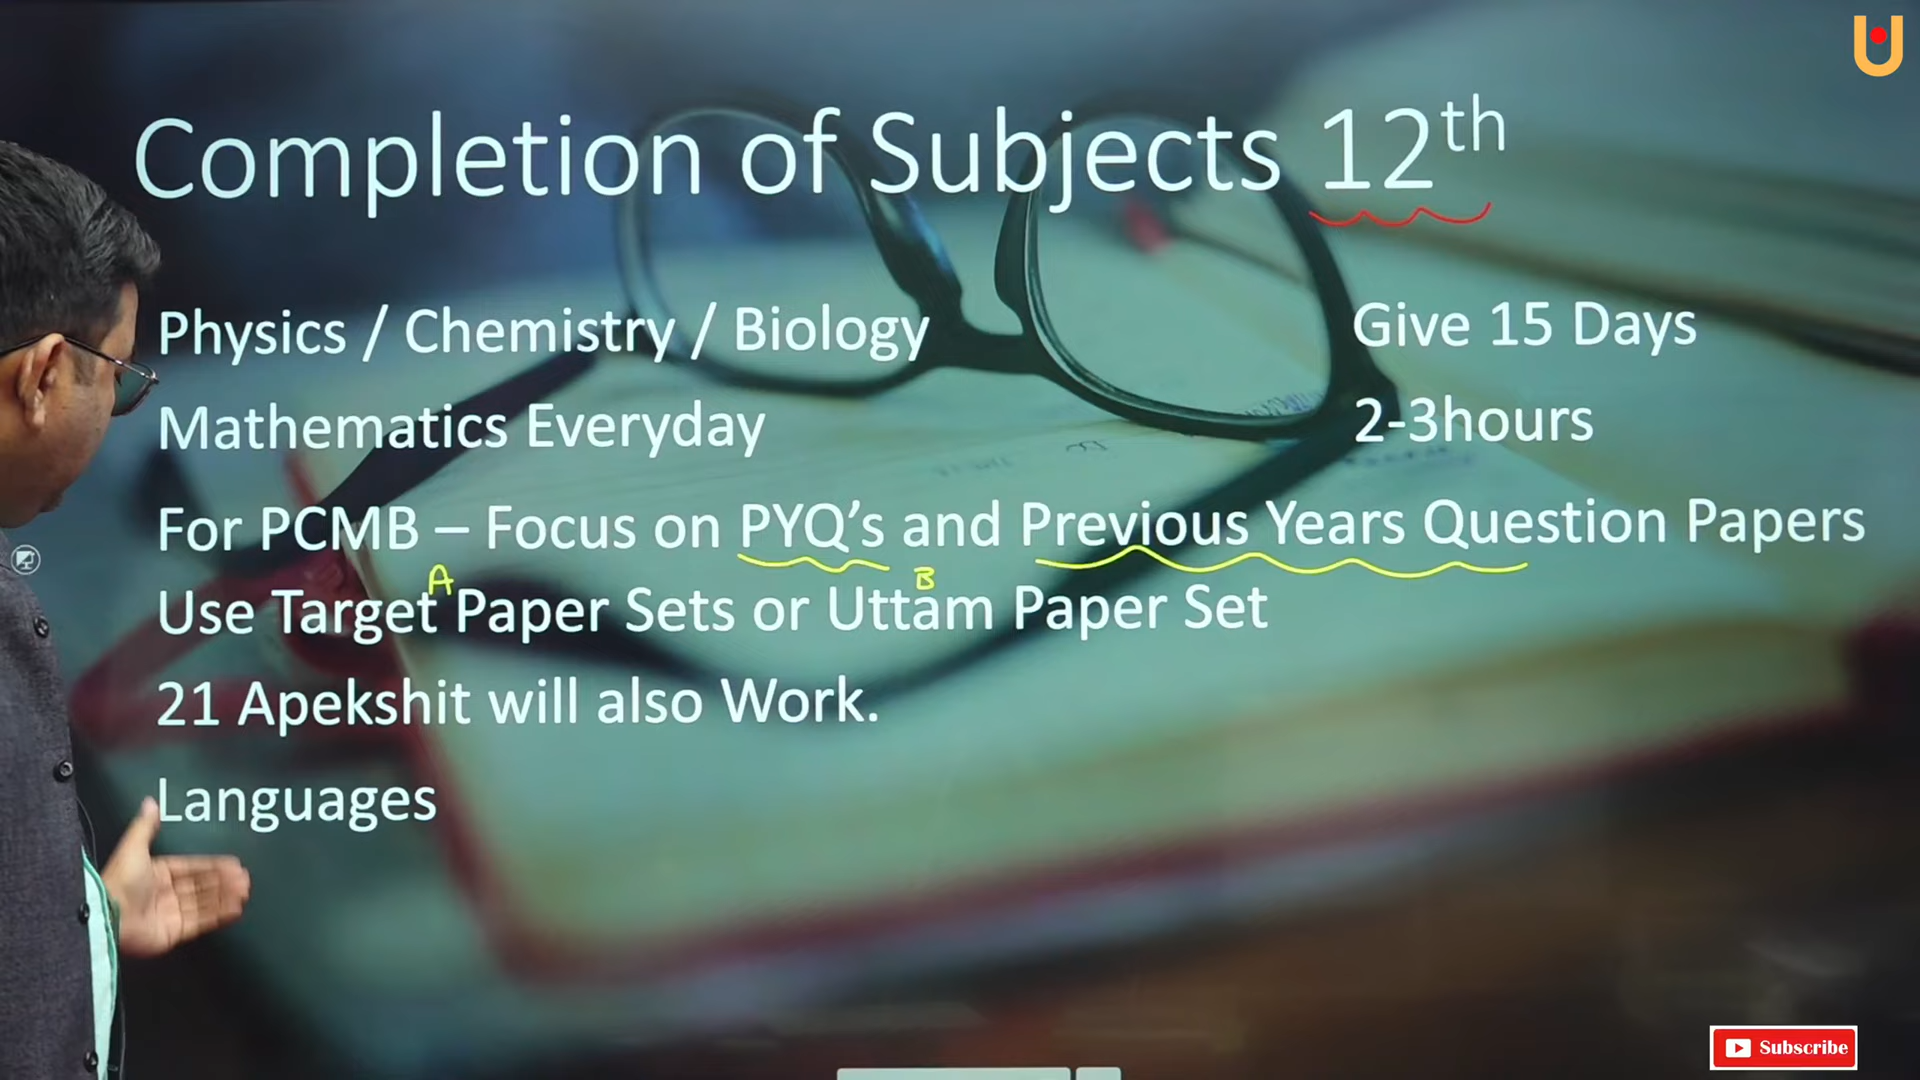 Completion of Subjects 12th
Physics / Chemistry / Biology Give 15 Days
Mathematics Everyday 2-3hours
For PCMB – Focus on PYQ's and Previous Years Question Papers
A B
Use Target Paper Sets or Uttam Paper Set
21 Apekshit will also Work.
Languages
Subscribe